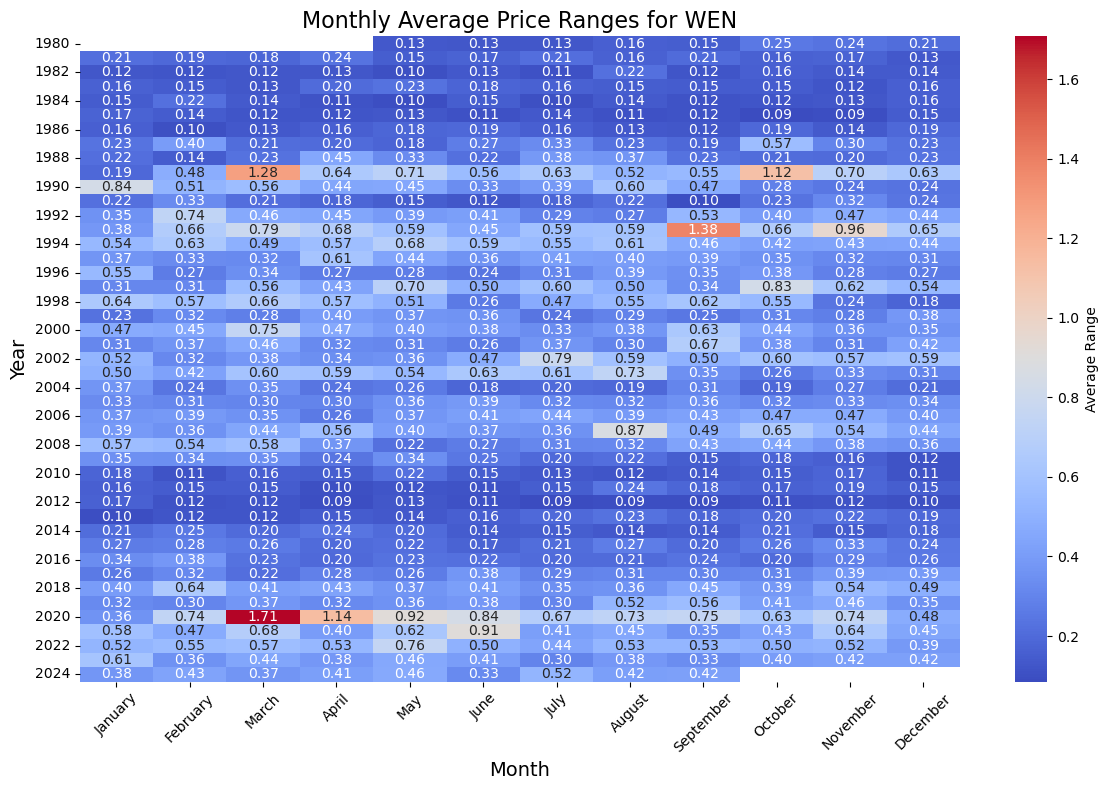 Monthly Average Price Ranges for WEN
1980 0.13 0.13 0.13 0.16 0.15 0.25 0.24 0.21
0.21 0.19 0.18 0.24 0.15 0.17 0.21 0.16 0.21 0.16 0.17 0.13
1982 0.12 0.12 0.12 0.13 0.10 0.13 0.11 0.22 0.12 0.16 0.14 0.14
0.16 0.15 0.13 0.20 0.23 0.18 0.16 0.15 0.15 0.15 0.12 0.16
1984 0.15 0.22 0.14 0.11 0.10 0.15 0.10 0.14 0.12 0.12 0.13 0.16
0.17 0.14 0.12 0.12 0.13 0.11 0.14 0.11 0.12 0.09 0.09 0.15
1986 0.16 0.10 0.13 0.16 0.18 0.19 0.16 0.13 0.12 0.19 0.14 0.19
0.23 0.40 0.21 0.20 0.18 0.27 0.33 0.23 0.19 0.57 0.30 0.23
1988 0.22 0.14 0.23 0.45 0.33 0.22 0.38 0.37 0.23 0.21 0.20 0.23
0.19 0.48 1.28 0.64 0.71 0.56 0.63 0.52 0.55 1.12 0.70 0.63
1990 0.84 0.51 0.56 0.44 0.45 0.33 0.39 0.60 0.47 0.28 0.24 0.24
0.22 0.33 0.21 0.18 0.15 0.12 0.18 0.22 0.10 0.23 0.32 0.24
1992 0.35 0.74 0.46 0.45 0.39 0.41 0.29 0.27 0.53 0.40 0.47 0.44
0.38 0.66 0.79 0.68 0.59 0.45 0.59 0.59 1.38 0.66 0.96 0.65
1994 0.54 0.63 0.49 0.57 0.68 0.59 0.55 0.61 0.46 0.42 0.43 0.44
0.37 0.33 0.32 0.61 0.44 0.36 0.41 0.40 0.39 0.35 0.32 0.31
1996 0.55 0.27 0.34 0.27 0.28 0.24 0.31 0.39 0.35 0.38 0.28 0.27
0.31 0.31 0.56 0.43 0.70 0.50 0.60 0.50 0.34 0.83 0.62 0.54
1998 0.64 0.57 0.66 0.57 0.51 0.26 0.47 0.55 0.62 0.55 0.24 0.18
0.23 0.32 0.28 0.40 0.37 0.36 0.24 0.29 0.25 0.31 0.28 0.38
2000 0.47 0.45 0.75 0.47 0.40 0.38 0.33 0.38 0.63 0.44 0.36 0.35
0.31 0.37 0.46 0.32 0.31 0.26 0.37 0.30 0.67 0.38 0.31 0.42
2002 0.52 0.32 0.38 0.34 0.36 0.47 0.79 0.59 0.50 0.60 0.57 0.59
0.50 0.42 0.60 0.59 0.54 0.63 0.61 0.73 0.35 0.26 0.33 0.31
2004 0.37 0.24 0.35 0.24 0.26 0.18 0.20 0.19 0.31 0.19 0.27 0.21
0.33 0.31 0.30 0.30 0.36 0.39 0.32 0.32 0.36 0.32 0.33 0.34
2006 0.37 0.39 0.35 0.26 0.37 0.41 0.44 0.39 0.43 0.47 0.47 0.40
0.39 0.36 0.44 0.56 0.40 0.37 0.36 0.87 0.49 0.65 0.54 0.44
2008 0.57 0.54 0.58 0.37 0.22 0.27 0.31 0.32 0.43 0.44 0.38 0.36
0.35 0.34 0.35 0.24 0.34 0.25 0.20 0.22 0.15 0.18 0.16 0.12
2010 0.18 0.11 0.16 0.15 0.22 0.15 0.13 0.12 0.14 0.15 0.17 0.11
0.16 0.15 0.15 0.10 0.12 0.11 0.15 0.24 0.18 0.17 0.19 0.15
2012 0.17 0.12 0.12 0.09 0.13 0.11 0.09 0.09 0.09 0.11 0.12 0.10
0.10 0.12 0.12 0.15 0.14 0.16 0.20 0.23 0.18 0.20 0.22 0.19
2014 0.21 0.25 0.20 0.24 0.20 0.14 0.15 0.14 0.14 0.21 0.15 0.18
0.27 0.28 0.26 0.20 0.22 0.17 0.21 0.27 0.20 0.26 0.33 0.24
2016 0.34 0.38 0.23 0.20 0.23 0.22 0.20 0.21 0.24 0.20 0.29 0.26
0.26 0.32 0.22 0.28 0.26 0.38 0.29 0.31 0.30 0.31 0.39 0.39
2018 0.40 0.64 0.41 0.43 0.37 0.41 0.35 0.36 0.45 0.39 0.54 0.49
0.32 0.30 0.37 0.32 0.36 0.38 0.30 0.52 0.56 0.41 0.46 0.35
2020 0.36 0.74 1.71 1.14 0.92 0.84 0.67 0.73 0.75 0.63 0.74 0.48
0.58 0.47 0.68 0.40 0.62 0.91 0.41 0.45 0.35 0.43 0.64 0.45
2022 0.52 0.55 0.57 0.53 0.76 0.50 0.44 0.53 0.53 0.50 0.52 0.39
0.61 0.36 0.44 0.38 0.46 0.41 0.30 0.38 0.33 0.40 0.42 0.42
2024 0.38 0.43 0.37 0.41 0.46 0.33 0.52 0.42 0.42
January February March April May June July August September October November December
Month
Year
1.6
1.4
1.2
1.0
0.8
0.6
0.4
0.2
Average Range